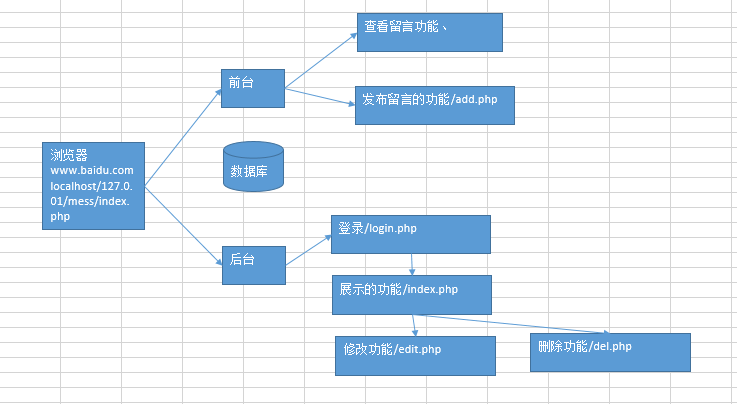 查看留言功能、
前台
发布留言的功能/add.php
浏览器
www.baidu.com
localhost/127.0.
01/mess/index.
php
数据库
登录/login.php
后台
展示的功能/index.php
修改功能/edit.php
删除功能/del.php